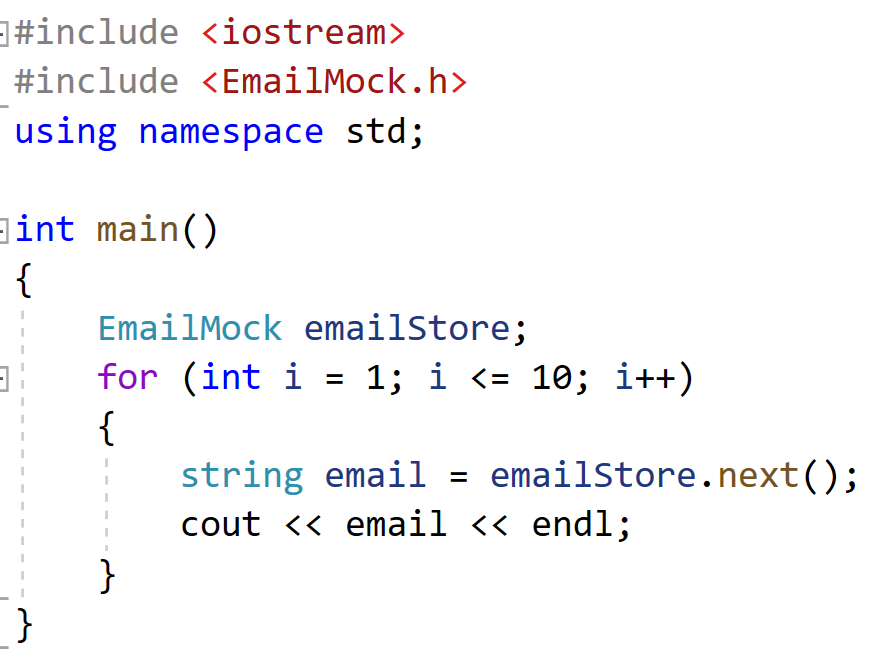 #include <iostream>
#include <EmailMock.h>
using namespace std;

int main()
{
    EmailMock emailStore;
    for (int i = 1; i <= 10; i++)
    {
        string email = emailStore.next();
        cout << email << endl;
    }
}